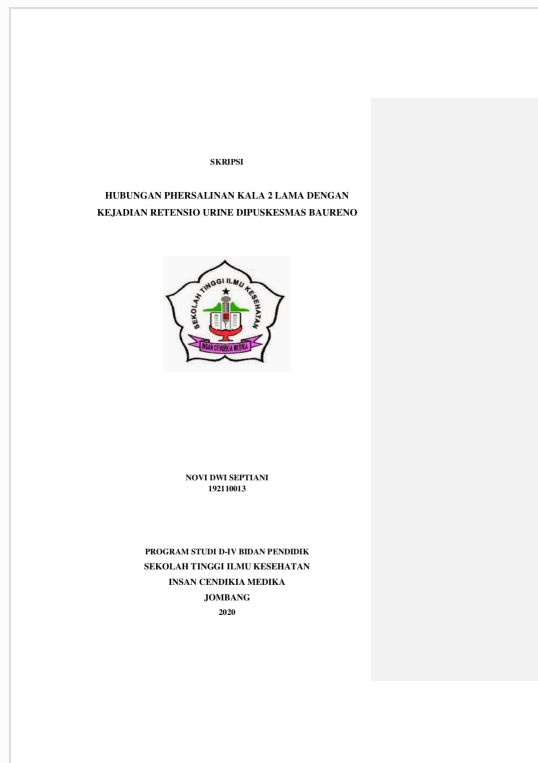 SKRIPSI
HUBUNGAN PHERSALINAN KALA 2 LAMA DENGAN
KEJADIAN RETENSIO URINE DIPUSKESMAS BAURENO
SEKOLAH TINGGI ILMU KESEHATAN
INSAN CENDEKIA MEDIKA
NOVI DWI SEPTIANI
192110013
PROGRAM STUDI D-IV BIDAN PENDIDIK
SEKOLAH TINGGI ILMU KESEHATAN
INSAN CENDIKIA MEDIKA
JOMBANG
2020